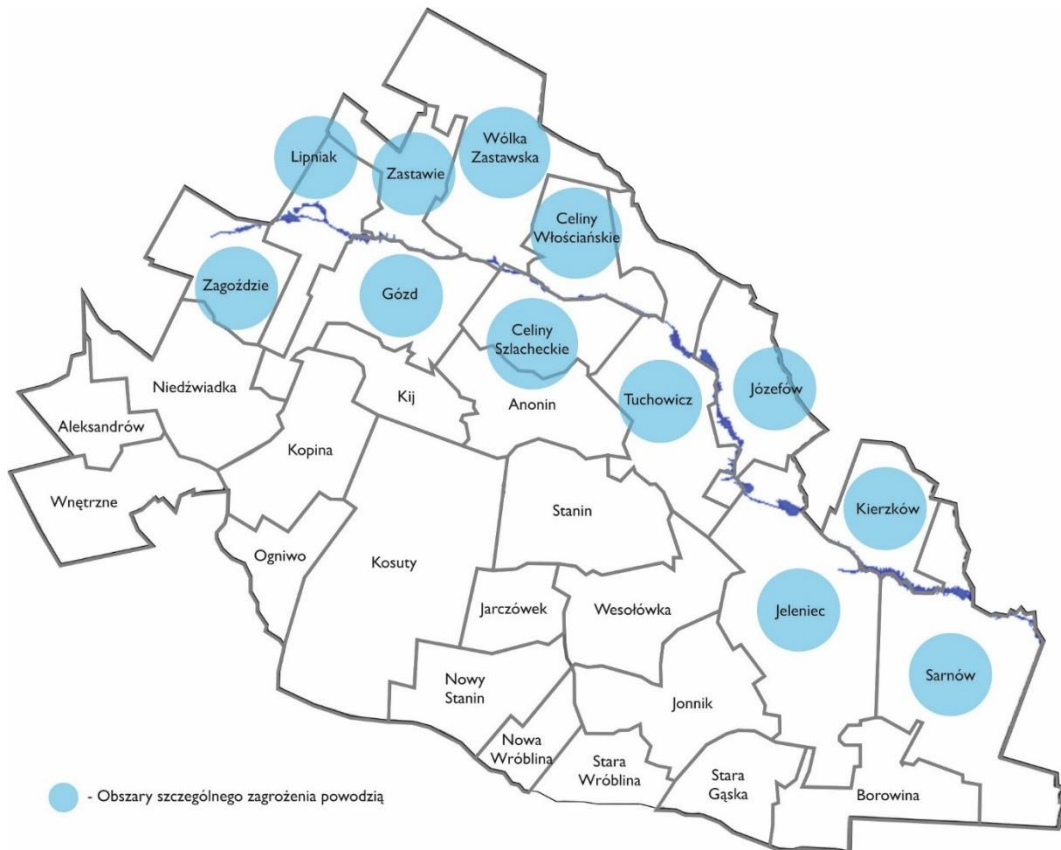 Wólka
Zastawska
Lipniak
Zastawie
Celiny
Włościańskie
Zagoździe
Gózd
Celiny
Szlacheckie
Niedźwiadka
Kij
Anonin
Tuchowicz
Józefów
Aleksandrów
Kopina
Wnętrzne
Stanin
Kierzków
Ogniwo
Kosuty
Jarczówek
Wesołówka
Jeleniec
Sarnów
Nowy
Stanin
Jonnik
Nowa
Wróblina
Stara
Wróblina
Stara
Gąska
Borowina
- Obszary szczególnego zagrożenia powodzią